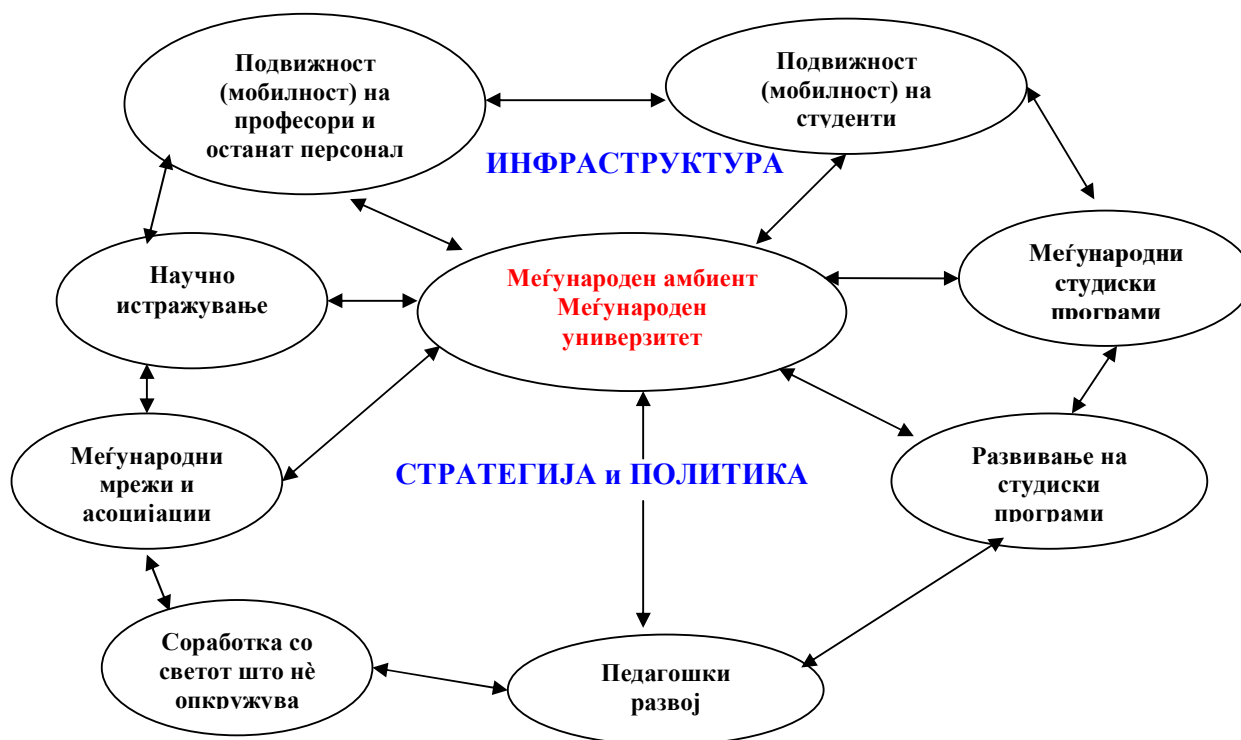 Подвижност
(мобилност) на
професори и
останат персонал
Подвижност
(мобилност) на
студенти
ИНФРАСТРУКТУРА
Научно
истражување
Меѓународен амбиент
Меѓународен
универзитет
Меѓународни
студиски
програми
Меѓународни
мрежи и
асоцијации
СТРАТЕГИЈА и ПОЛИТИКА
Развивање на
студиски
програми
Соработка со
светот што нѐ
опкружува
Педагошки
развој